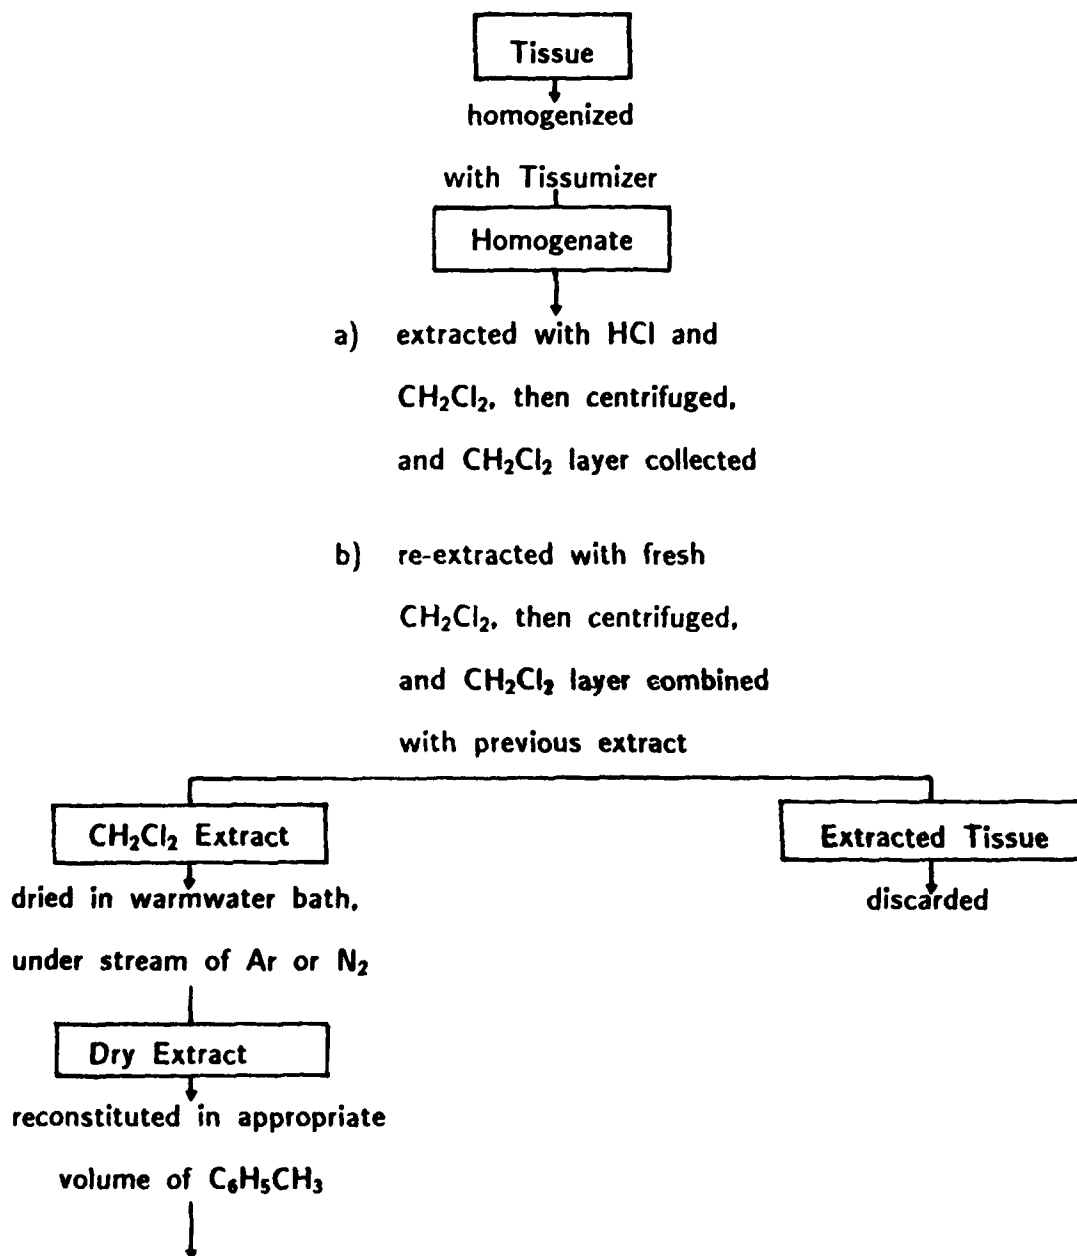 Tissue
homogenized
with Tissumizer
Homogenate
a) extracted with HCl and
CH₂Cl₂, then centrifuged,
and CH₂Cl₂ layer collected
b) re-extracted with fresh
CH₂Cl₂, then centrifuged,
and CH₂Cl₂ layer combined
with previous extract
CH₂Cl₂ Extract
dried in warmwater bath,
under stream of Ar or N₂
Dry Extract
reconstituted in appropriate
volume of C₆H₅CH₃
Extracted Tissue
discarded